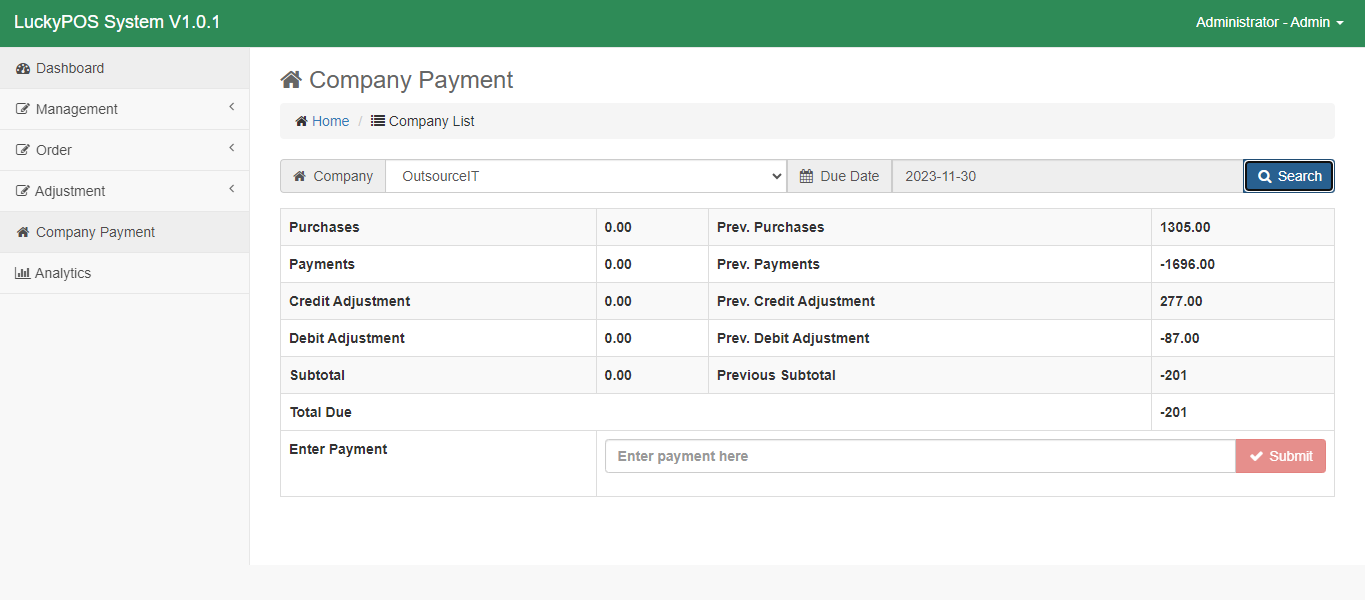 LuckyPOS System V1.0.1
Administrator - Admin
Dashboard
Management
Order
Adjustment
Company Payment
Analytics
Company Payment
Home / Company List
Company OutsourceIT Due Date 2023-11-30 Search
Purchases 0.00 Prev. Purchases 1305.00
Payments 0.00 Prev. Payments -1696.00
Credit Adjustment 0.00 Prev. Credit Adjustment 277.00
Debit Adjustment 0.00 Prev. Debit Adjustment -87.00
Subtotal 0.00 Previous Subtotal -201
Total Due -201
Enter Payment Enter payment here Submit